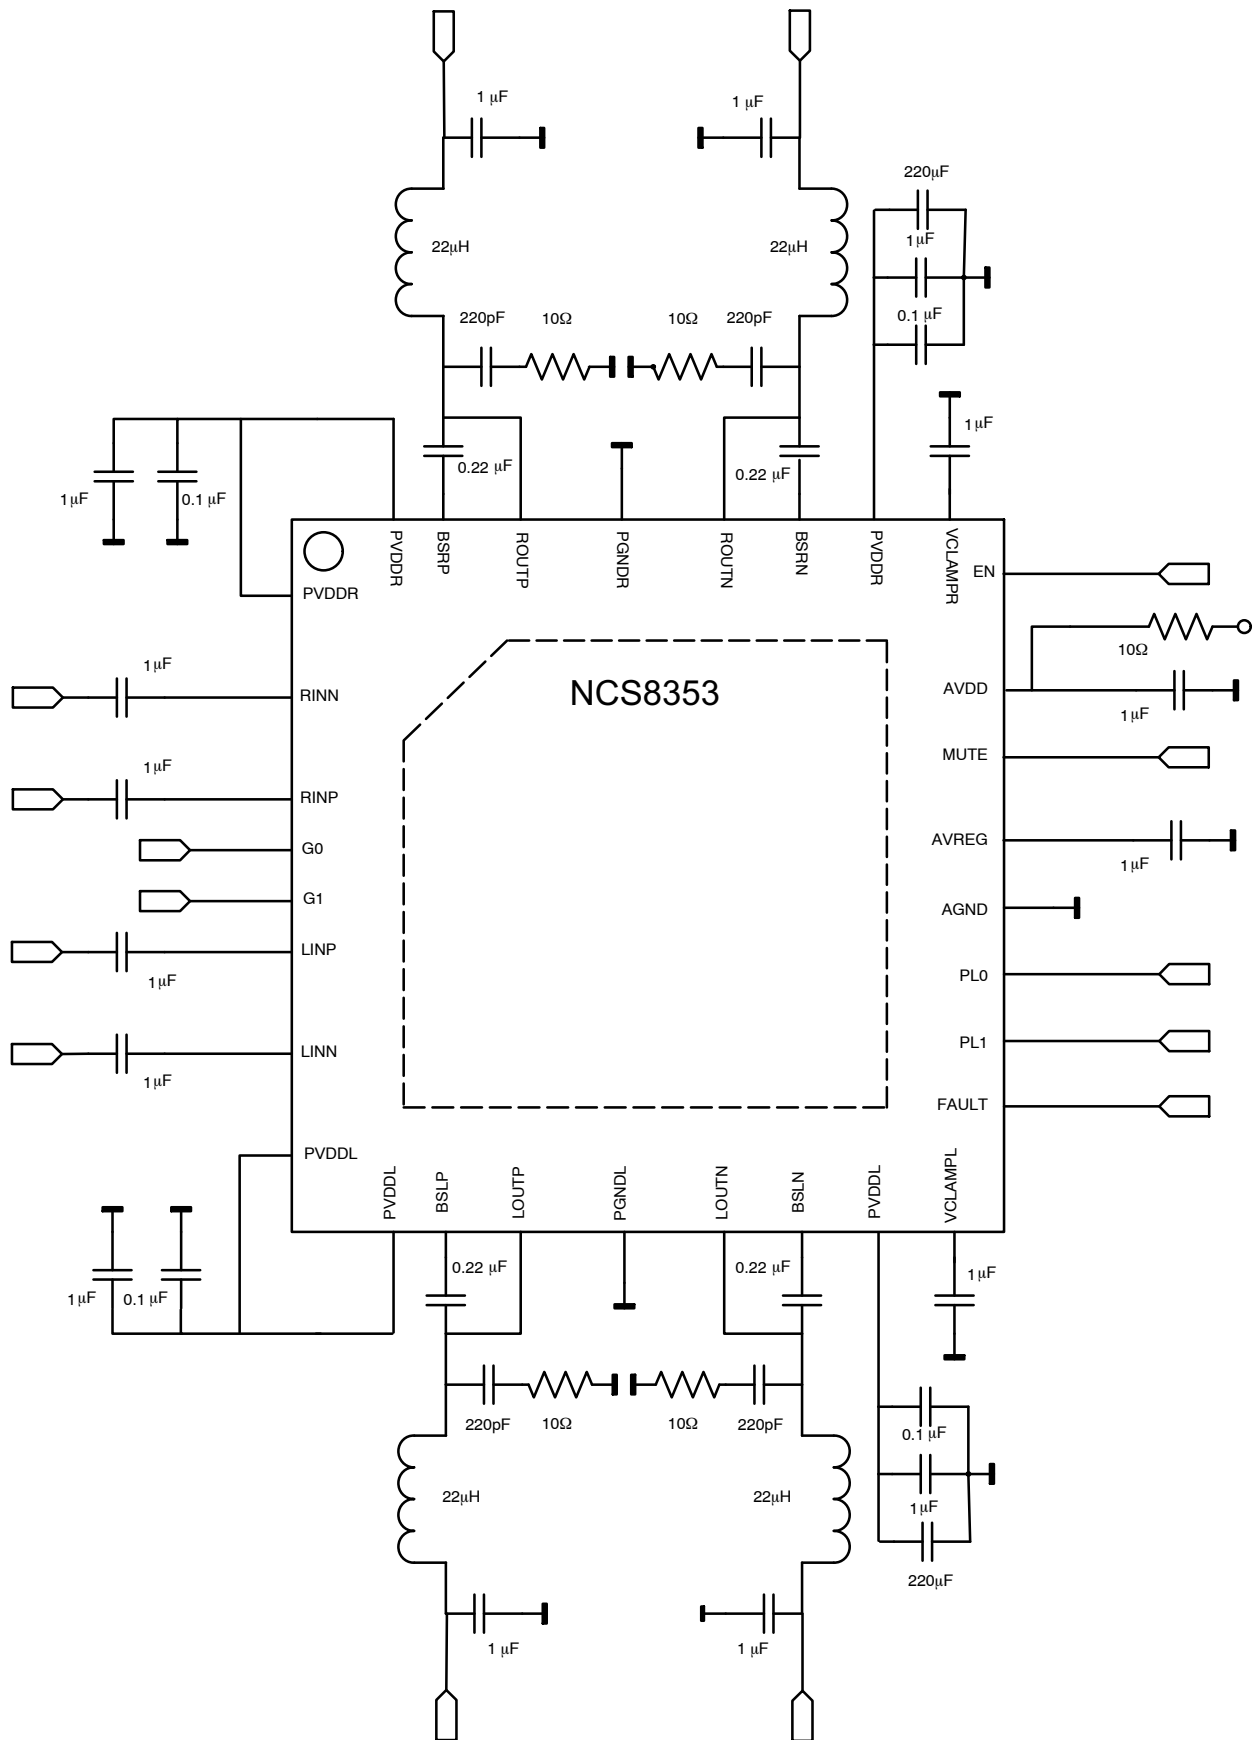 1 μF
1 μF
220μF
1μF
22μH
22μH
0.1 μF
220pF
10Ω
10Ω
220pF
1μF
0.22 μF
0.22 μF
1μF
0.1 μF
PVDDR
BSRP
ROUTP
PGNDR
ROUTN
BSRN
PVDDR
VCLAMPR
EN
PVDDR
10Ω
1μF
RINN
NCS8353
AVDD
1μF
MUTE
1μF
RINP
AVREG
G0
1μF
G1
AGND
LINP
1μF
PL0
LINN
PL1
1μF
FAULT
PVDDL
PVDDL
BSLP
LOUTP
PGNDL
LOUTN
BSLN
PVDDL
VCLAMPL
0.22 μF
0.22 μF
1μF
1μF
0.1 μF
220pF
10Ω
10Ω
220pF
0.1 μF
22μH
22μH
1μF
220μF
1 μF
1 μF